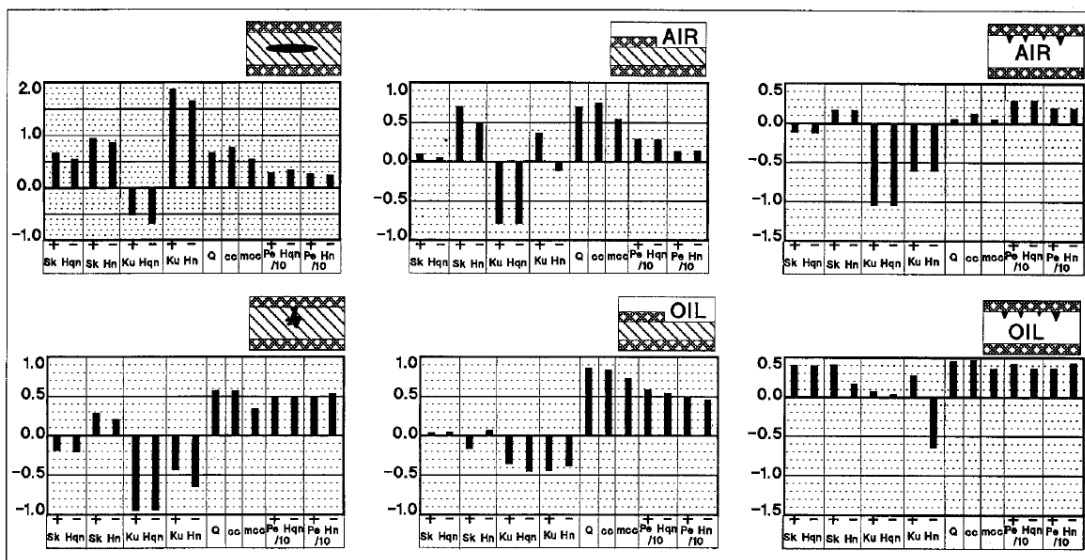 AIR
AIR
2.0
1.0
0.0
-1.0
+ - + - + - + - + - + -
Sk Hqn Sk Hn Ku Hqn Ku Hn Q cc mcc Pe Hqn Pe Hn
/10 /10
1.0
0.5
0.0
-0.5
-1.0
+ - + - + - + - + - + -
Sk Hqn Sk Hn Ku Hqn Ku Hn Q cc mcc Pe Hqn Pe Hn
/10 /10
0.5
0.0
-0.5
-1.0
-1.5
+ - + - + - + - + - + -
Sk Hqn Sk Hn Ku Hqn Ku Hn Q cc mcc Pe Hqn Pe Hn
/10 /10
OIL
OIL
1.0
0.5
0.0
-0.5
-1.0
+ - + - + - + - + - + -
Sk Hqn Sk Hn Ku Hqn Ku Hn Q cc mcc Pe Hqn Pe Hn
/10 /10
1.0
0.5
0.0
-0.5
-1.0
+ - + - + - + - + - + -
Sk Hqn Sk Hn Ku Hqn Ku Hn Q cc mcc Pe Hqn Pe Hn
/10 /10
0.5
0.0
-0.5
-1.0
-1.5
+ - + - + - + - + - + -
Sk Hqn Sk Hn Ku Hqn Ku Hn Q cc mcc Pe Hqn Pe Hn
/10 /10